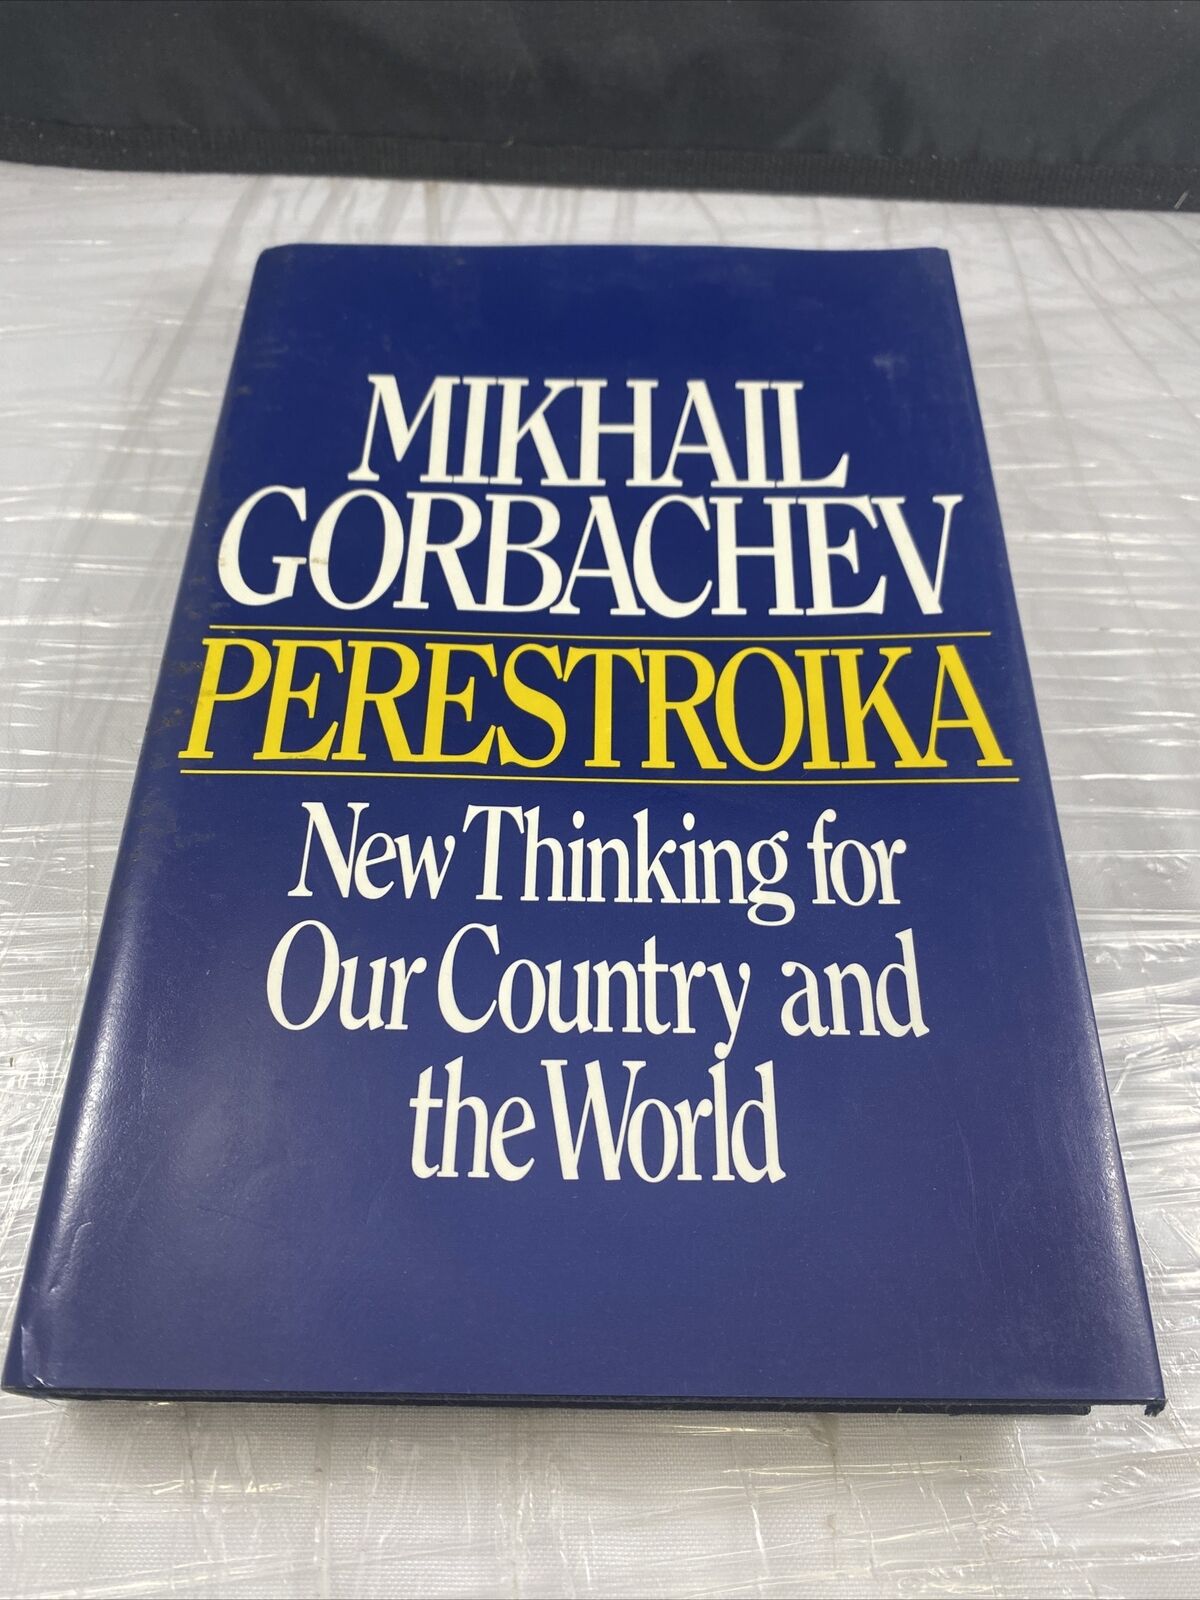 MIKHAIL
GORBACHEV
PERESTROIKA
New Thinking for
Our Country and
the World